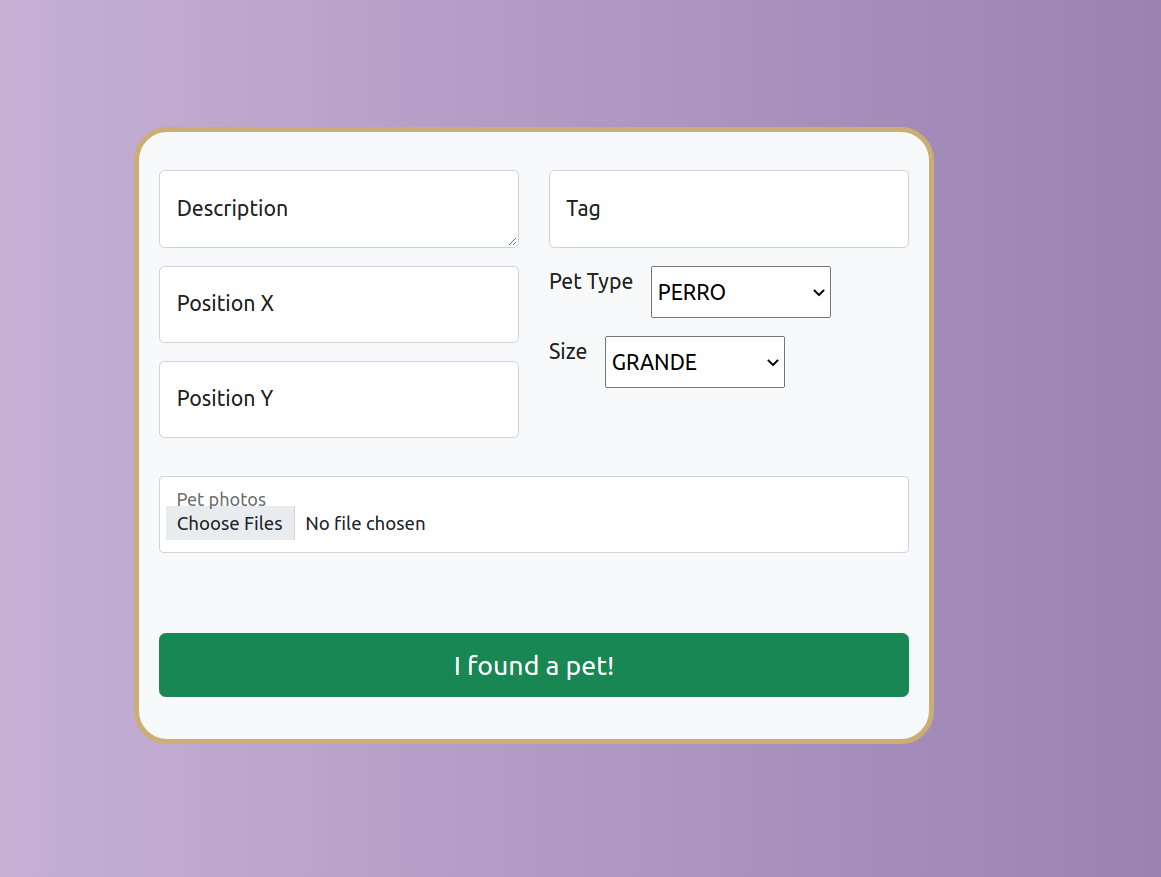 Description
Tag
Position X
Pet Type PERRO
Size GRANDE
Position Y
Pet photos
Choose Files No file chosen
I found a pet!